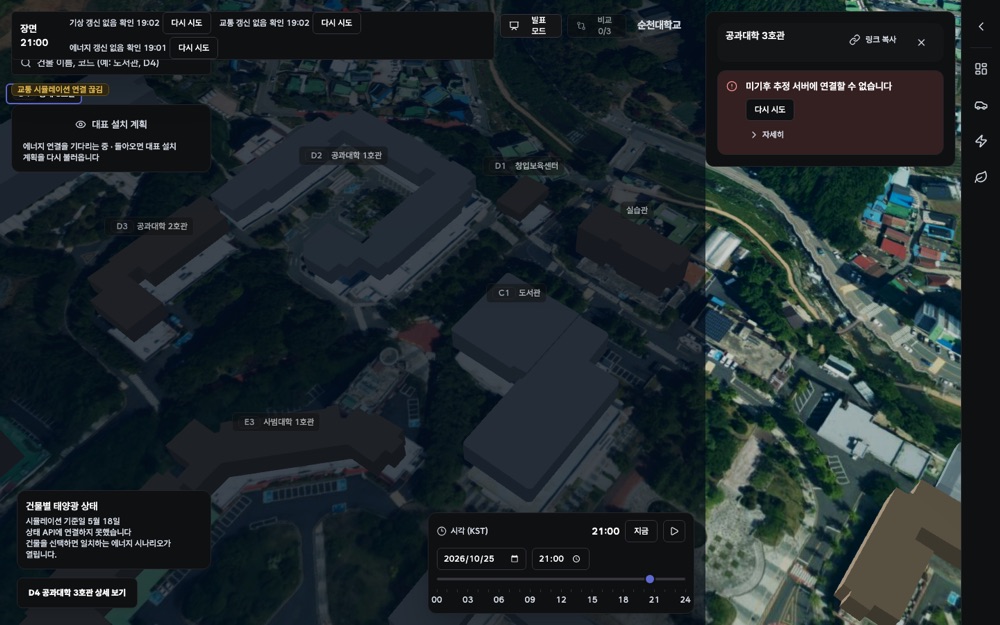 장면
21:00
기상 갱신 없음 확인 19:02 다시 시도 교통 갱신 없음 확인 19:02 다시 시도
에너지 갱신 없음 확인 19:01 다시 시도
발표 모드
비교 0/3
순천대학교
건물 이름, 코드 (예: 도서관, D4)
교통 시뮬레이션 연결 끊김
대표 설치 계획
에너지 연결을 기다리는 중 · 돌아오면 대표 설치
계획을 다시 불러옵니다
공과대학 3호관
링크 복사
미기후 추정 서버에 연결할 수 없습니다
다시 시도
자세히
D2 공과대학 1호관
D1 창업보육센터
실습관
D3 공과대학 2호관
C1 도서관
E3 사범대학 1호관
건물별 태양광 상태
시뮬레이션 기준일 5월 18일
상태 API에 연결하지 못했습니다
건물을 선택하면 일치하는 에너지 시나리오가
열립니다.
D4 공과대학 3호관 상세 보기
시각 (KST) 21:00 지금
2026/10/25 21:00
00 03 06 09 12 15 18 21 24